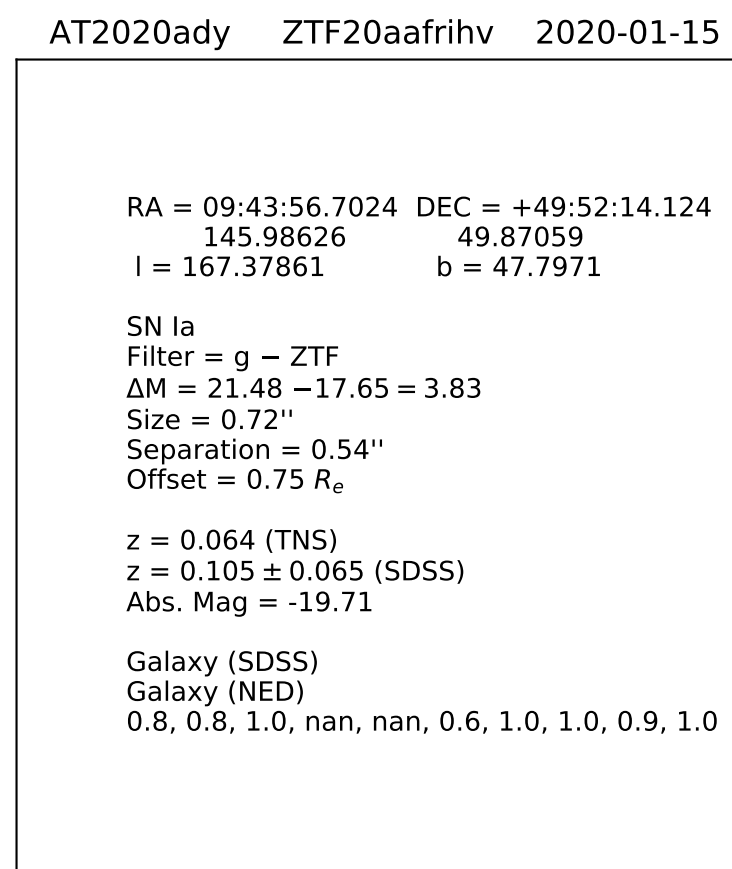 AT2020ady ZTF20aafrihv 2020-01-15
RA = 09:43:56.7024 DEC = +49:52:14.124
145.98626 49.87059
l = 167.37861 b = 47.7971
SN Ia
Filter = g − ZTF
ΔM = 21.48 −17.65 = 3.83
Size = 0.72''
Separation = 0.54''
Offset = 0.75 Re
z = 0.064 (TNS)
z = 0.105 ± 0.065 (SDSS)
Abs. Mag = -19.71
Galaxy (SDSS)
Galaxy (NED)
0.8, 0.8, 1.0, nan, nan, 0.6, 1.0, 1.0, 0.9, 1.0